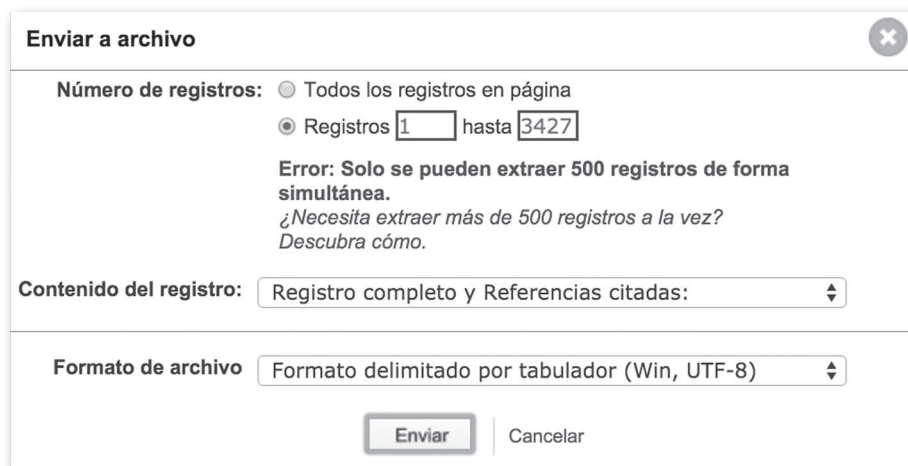 Enviar a archivo
Número de registros: Todos los registros en página
Registros 1 hasta 3427
Error: Solo se pueden extraer 500 registros de forma
simultánea.
¿Necesita extraer más de 500 registros a la vez?
Descubra cómo.
Contenido del registro: Registro completo y Referencias citadas:
Formato de archivo Formato delimitado por tabulador (Win, UTF-8)
Enviar Cancelar